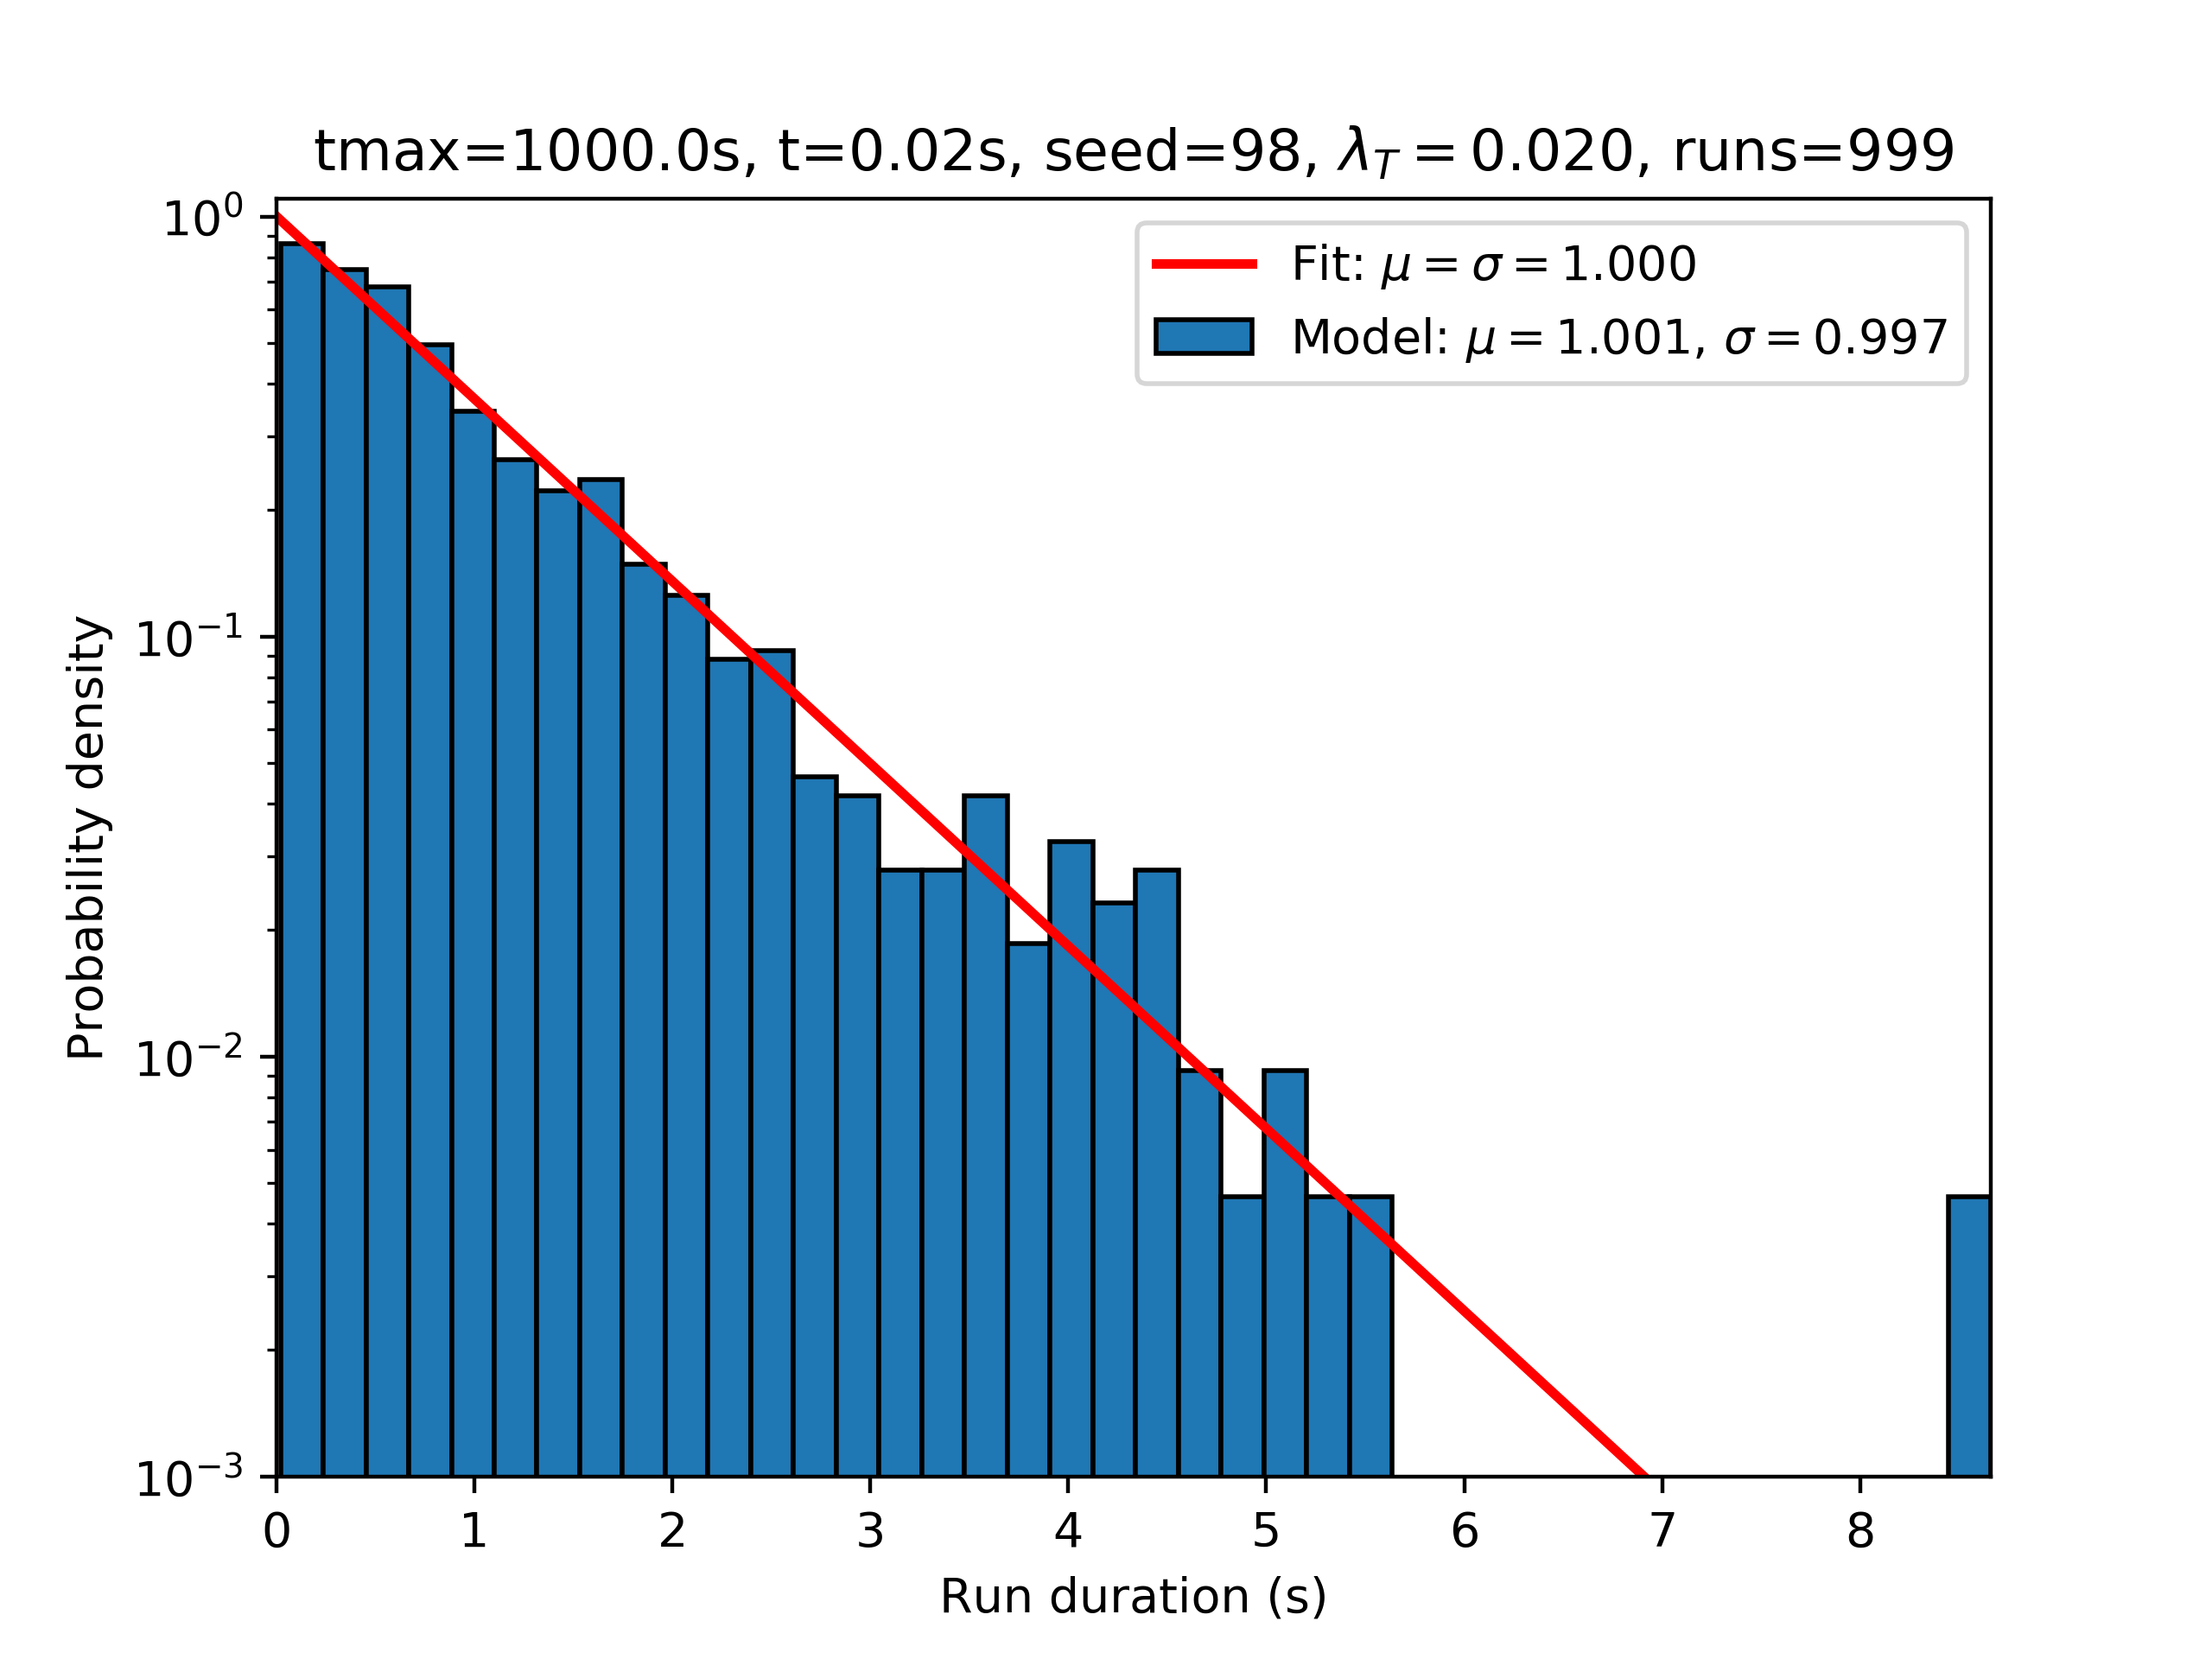 tmax=1000.0s, t=0.02s, seed=98, λ_T = 0.020, runs=999
Fit: μ = σ = 1.000
Model: μ = 1.001, σ = 0.997
Probability density
10⁰
10⁻¹
10⁻²
10⁻³
0 1 2 3 4 5 6 7 8
Run duration (s)